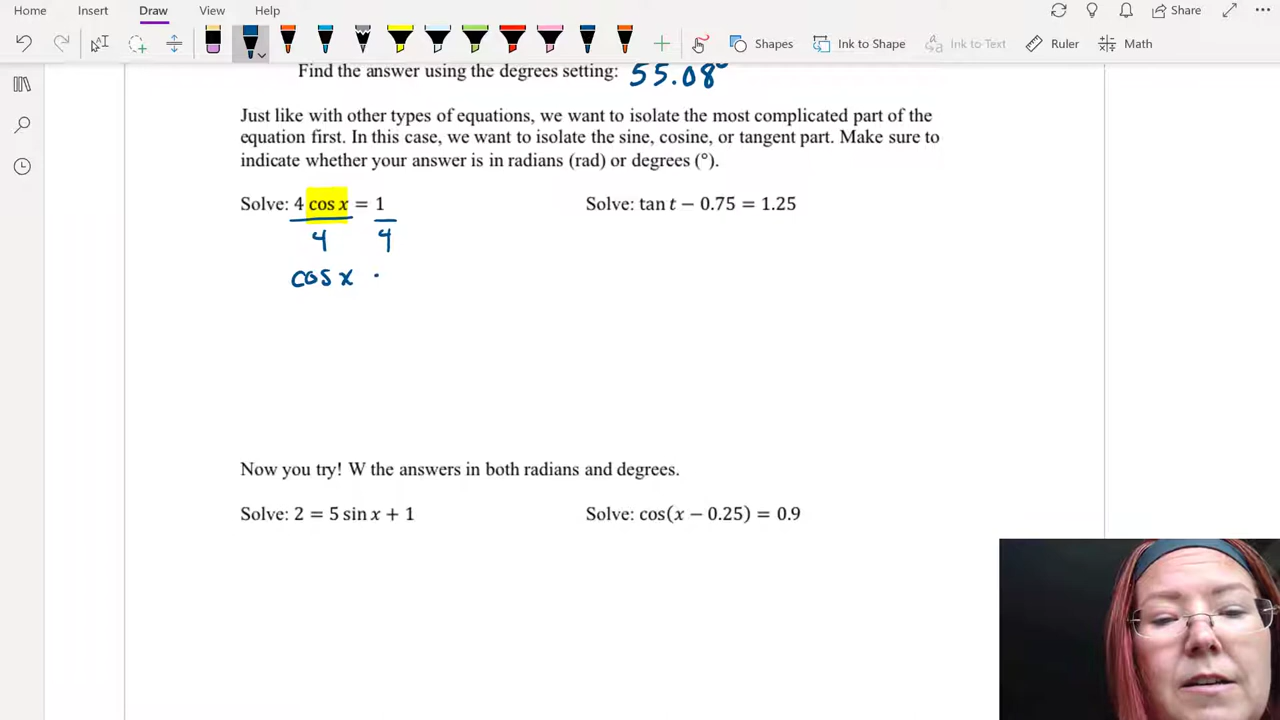 Home Insert Draw View Help Share
Shapes Ink to Shape Ink to Text Ruler Math
Find the answer using the degrees setting: 55.08°
Just like with other types of equations, we want to isolate the most complicated part of the
equation first. In this case, we want to isolate the sine, cosine, or tangent part. Make sure to
indicate whether your answer is in radians (rad) or degrees (°).
Solve: 4 cos x = 1 Solve: tan t − 0.75 = 1.25
4 4
cos x
Now you try! W the answers in both radians and degrees.
Solve: 2 = 5 sin x + 1 Solve: cos(x − 0.25) = 0.9